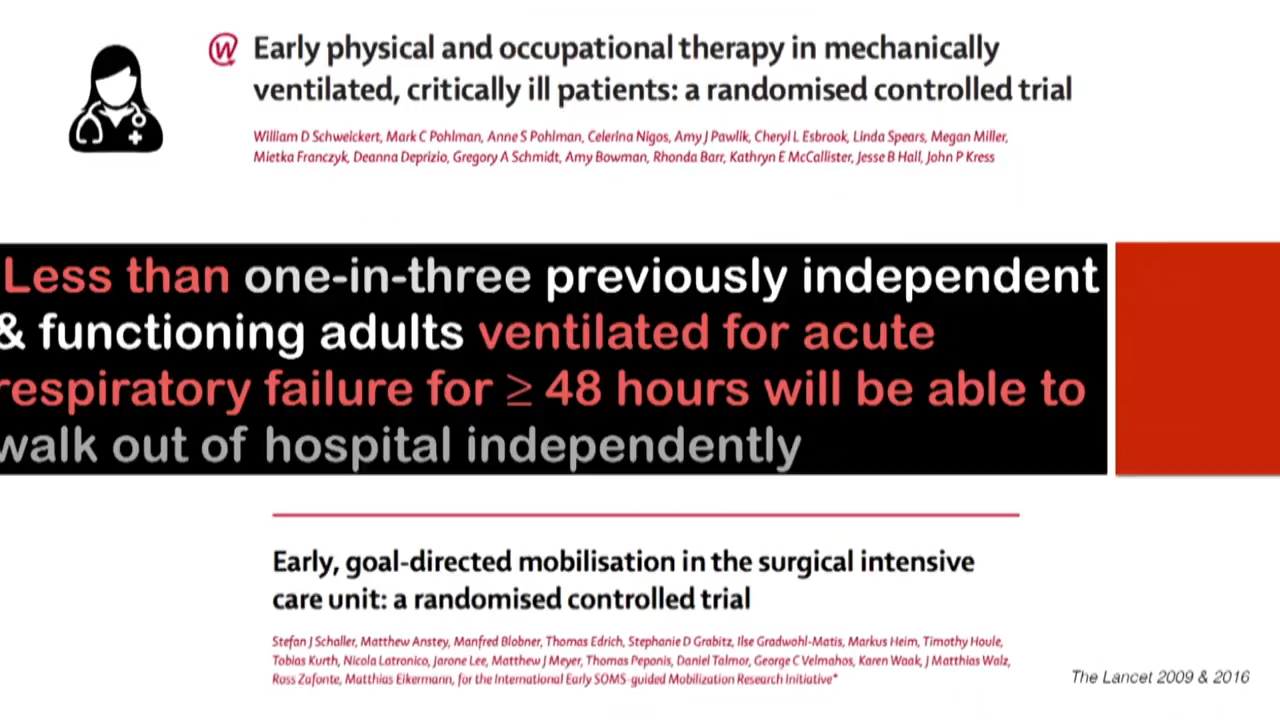 Early physical and occupational therapy in mechanically
ventilated, critically ill patients: a randomised controlled trial
William D Schweickert, Mark C Pohlman, Anne S Pohlman, Celerina Nigos, Amy J Pawlik, Cheryl L Esbrook, Linda Spears, Megan Miller,
Mietka Franczyk, Deanna Deprizio, Gregory A Schmidt, Amy Bowman, Rhonda Barr, Kathryn E McCallister, Jesse B Hall, John P Kress
Less than one-in-three previously independent
& functioning adults ventilated for acute
respiratory failure for ≥ 48 hours will be able to
walk out of hospital independently
Early, goal-directed mobilisation in the surgical intensive
care unit: a randomised controlled trial
Stefan J Schaller, Matthew Anstey, Manfred Blobner, Thomas Edrich, Stephanie D Grabitz, Ilse Gradwohl-Matis, Markus Heim, Timothy Houle,
Tobias Kurth, Nicola Latronico, Jarone Lee, Matthew J Meyer, Thomas Peponis, Daniel Talmor, George C Velmahos, Karen Waak, J Matthias Walz,
Ross Zafonte, Matthias Eikermann, for the International Early SOMS-guided Mobilization Research Initiative*
The Lancet 2009 & 2016